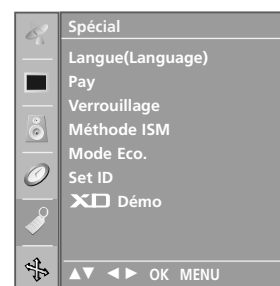 Spécial
Langue(Language)
Pay
Verrouillage
Méthode ISM
Mode Eco.
Set ID
XD Démo
▲▼ ◄► OK MENU